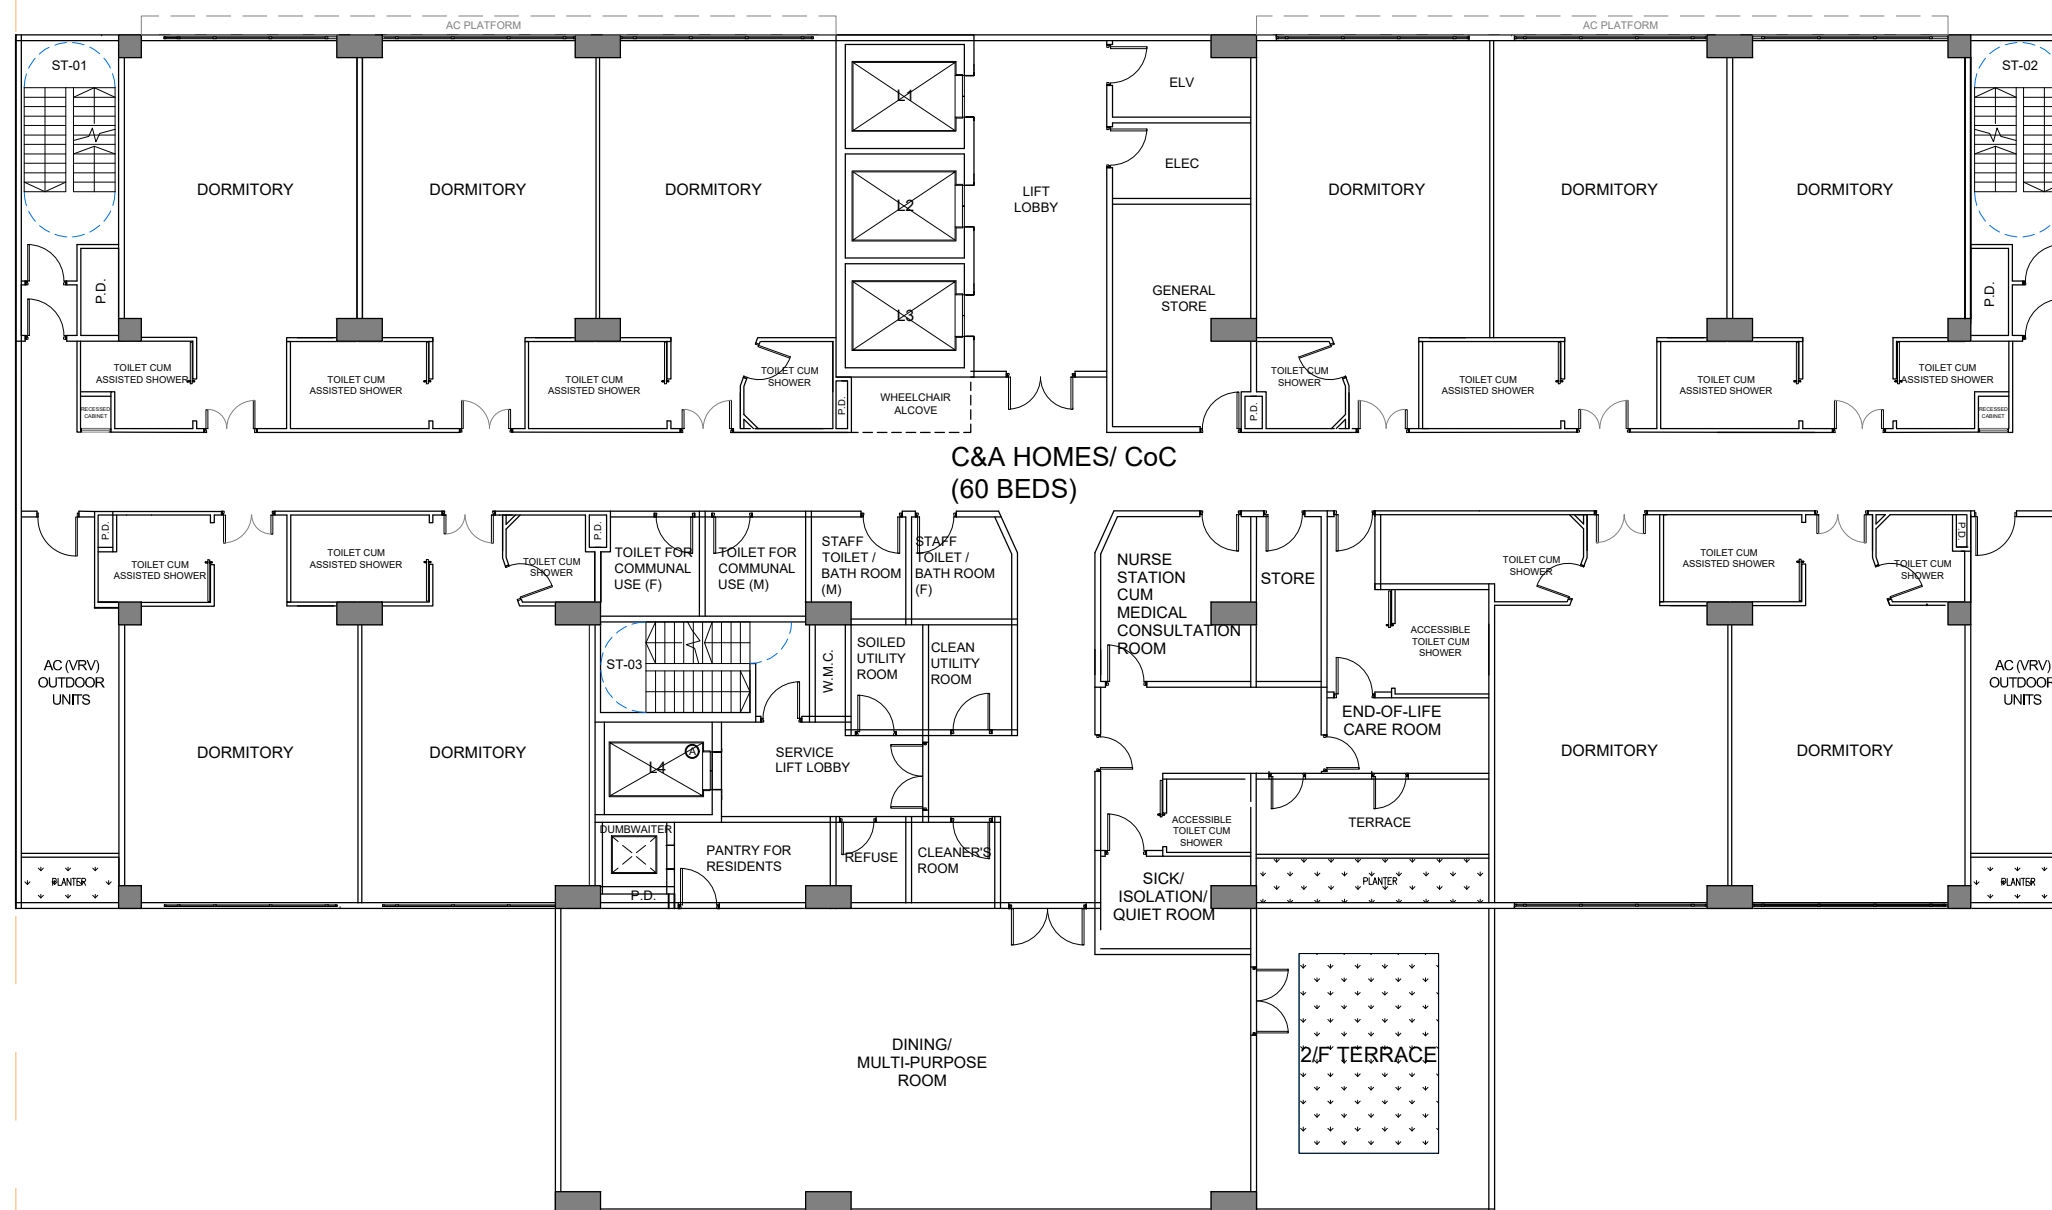 AC PLATFORM
AC PLATFORM
ST-01
L1
ELV
ST-02
ELEC
DORMITORY
DORMITORY
DORMITORY
L2
LIFT
LOBBY
DORMITORY
DORMITORY
DORMITORY
P.D.
L3
GENERAL
STORE
P.D.
TOILET CUM
ASSISTED SHOWER
TOILET CUM
ASSISTED SHOWER
TOILET CUM
ASSISTED SHOWER
TOILET CUM
SHOWER
P.D.
WHEELCHAIR
ALCOVE
P.D.
TOILET CUM
SHOWER
TOILET CUM
ASSISTED SHOWER
TOILET CUM
ASSISTED SHOWER
TOILET CUM
ASSISTED SHOWER
RECESSED
CABINET
RECESSED
CABINET
C&A HOMES/ CoC
(60 BEDS)
P.D.
TOILET CUM
ASSISTED SHOWER
TOILET CUM
ASSISTED SHOWER
TOILET CUM
SHOWER
P.D.
TOILET FOR
COMMUNAL
USE (F)
TOILET FOR
COMMUNAL
USE (M)
STAFF
TOILET /
BATH ROOM
(M)
STAFF
TOILET /
BATH ROOM
(F)
NURSE
STATION
CUM
MEDICAL
CONSULTATION
ROOM
STORE
TOILET CUM
SHOWER
TOILET CUM
ASSISTED SHOWER
TOILET CUM
SHOWER
P.D.
ACCESSIBLE
TOILET CUM
SHOWER
AC (VRV)
OUTDOOR
UNITS
ST-03
W.M.C.
SOILED
UTILITY
ROOM
CLEAN
UTILITY
ROOM
END-OF-LIFE
CARE ROOM
AC (VRV)
OUTDOOR
UNITS
DORMITORY
DORMITORY
L4
A
SERVICE
LIFT LOBBY
DORMITORY
DORMITORY
DUMBWAITER
PANTRY FOR
RESIDENTS
REFUSE
CLEANER'S
ROOM
ACCESSIBLE
TOILET CUM
SHOWER
TERRACE
PLANTER
P.D.
SICK/
ISOLATION/
QUIET ROOM
PLANTER
PLANTER
DINING/
MULTI-PURPOSE
ROOM
2/F TERRACE